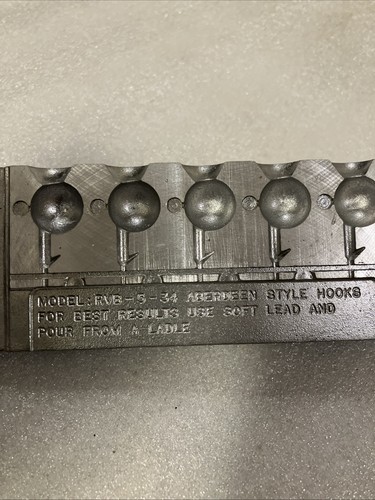 MODEL:RVB-5-34 ABERDEEN STYLE HOOKS
FOR BEST RESULTS USE SOFT LEAD AND
POUR FROM A LADLE